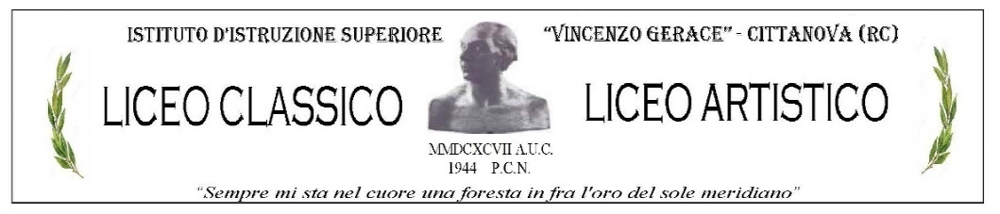 ISTITUTO D'ISTRUZIONE SUPERIORE "VINCENZO GERACE" - CITTANOVA (RC)
LICEO CLASSICO LICEO ARTISTICO
MMDCXCVII A.U.C.
1944 P.C.N.
"Sempre mi sta nel cuore una foresta in fra l'oro del sole meridiano"